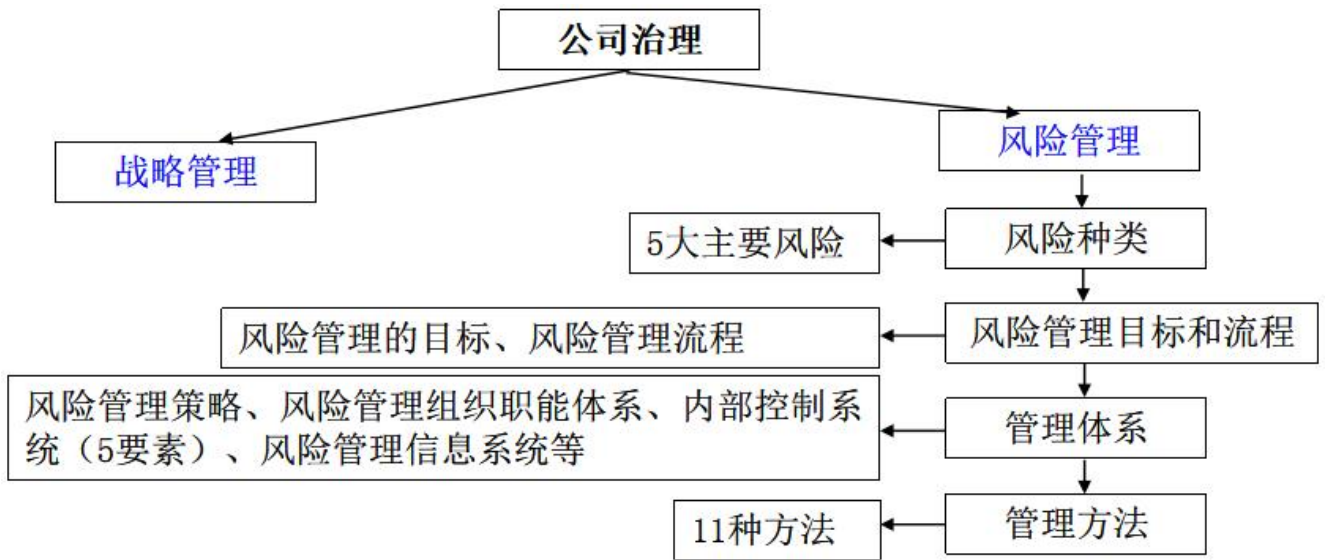 公司治理
战略管理
风险管理
5大主要风险
风险种类
风险管理的目标、风险管理流程
风险管理目标和流程
风险管理策略、风险管理组织职能体系、内部控制系
统（5要素）、风险管理信息系统等
管理体系
11种方法
管理方法